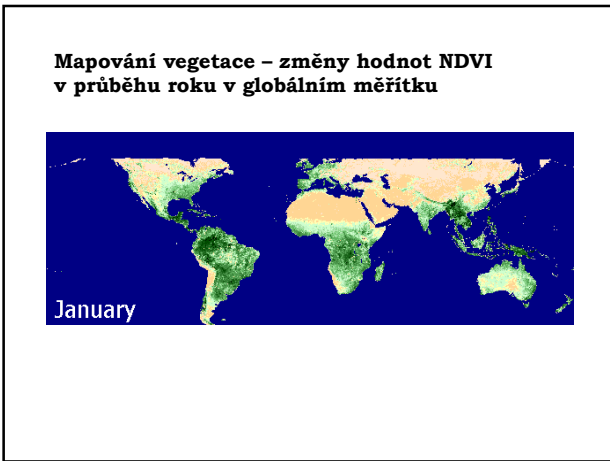 Mapování vegetace – změny hodnot NDVI
v průběhu roku v globálním měřítku
January